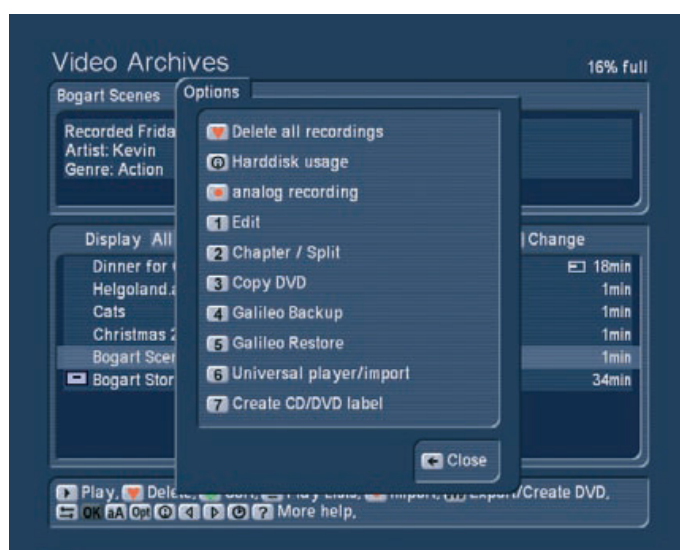 Video Archives
16% full
Bogart Scenes
Options
Recorded Frida
Artist: Kevin
Genre: Action
Delete all recordings
Harddisk usage
analog recording
1 Edit
2 Chapter / Split
3 Copy DVD
4 Galileo Backup
5 Galileo Restore
6 Universal player/import
7 Create CD/DVD label
Close
Display All
Change
Dinner for
18min
Helgoland.
1min
Cats
1min
Christmas
1min
Bogart Scen
1min
Bogart Stor
34min
Play, Dele Export/Create DVD,
OK aA Opt ? More help,